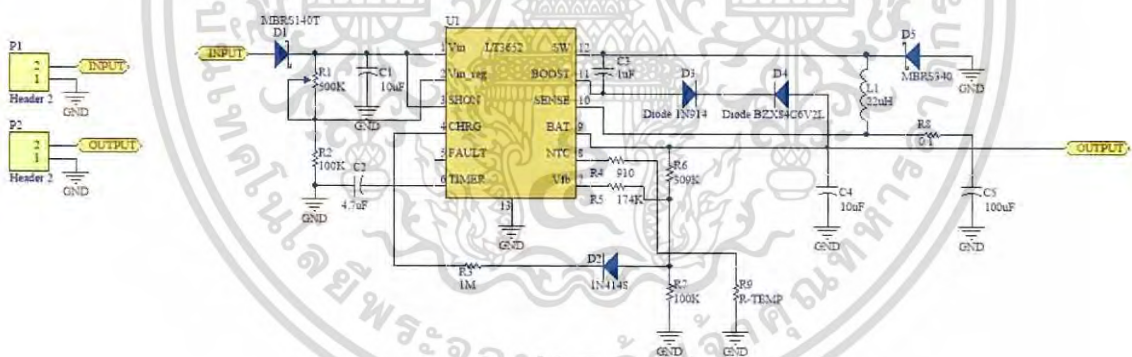 P1
2
1
INPUT
Header 2
GND
P2
2
1
OUTPUT
Header 2
GND
MBRS140T
D1
INPUT
R1
500K
C1
10uF
GND
R2
100K
C2
4.7uF
GND
U1
LT3652
1 Vin
2 Vin_reg
3 SHON
4 CHRG
5 FAULT
6 TIMER
13
GND
SW 12
BOOST 11
SENSE 10
BAT 9
NTC 8
Vfb 7
C3
1uF
D3
Diode 1N914
D4
Diode BZX84C6V2L
D5
MBRS340
GND
L1
22uH
R8
0.1
OUTPUT
R4 910
R5 174K
R6
309K
C4
10uF
GND
C5
100uF
GND
R3
1M
D2
1N4148
R7
100K
GND
R9
R-TEMP
GND